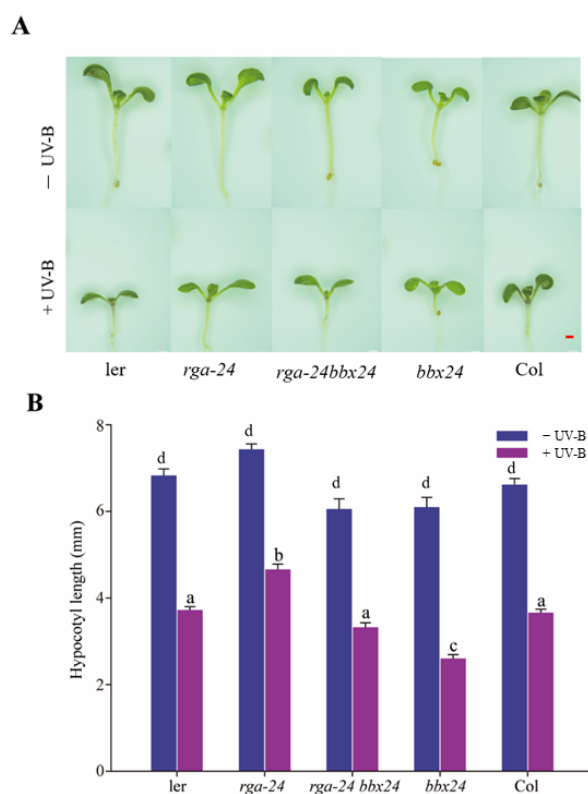 A
— UV-B
+ UV-B
ler rga-24 rga-24bbx24 bbx24 Col
B
Hypocotyl length (mm)
8
6
4
2
0
− UV-B
+ UV-B
d d d d d
a b a c a
ler rga-24 rga-24 bbx24 bbx24 Col